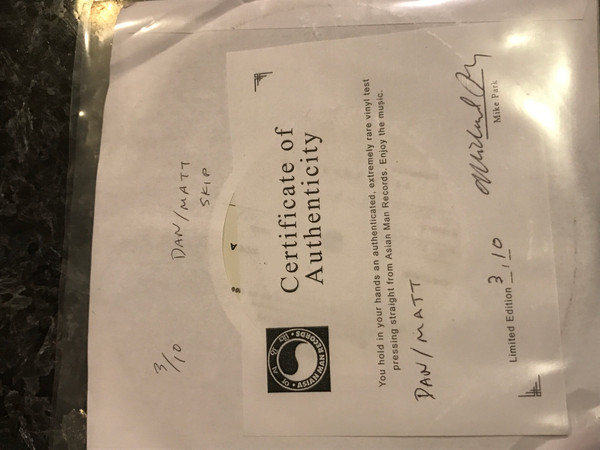 3/10
DAN/MATT
SKIP
Certificate of
Authenticity
ASIAN MAN RECORDS
You hold in your hands an authenticated, extremely rare vinyl test
pressing straight from Asian Man Records. Enjoy the music.
DAN/MATT
Limited Edition 3/10
Mike Park